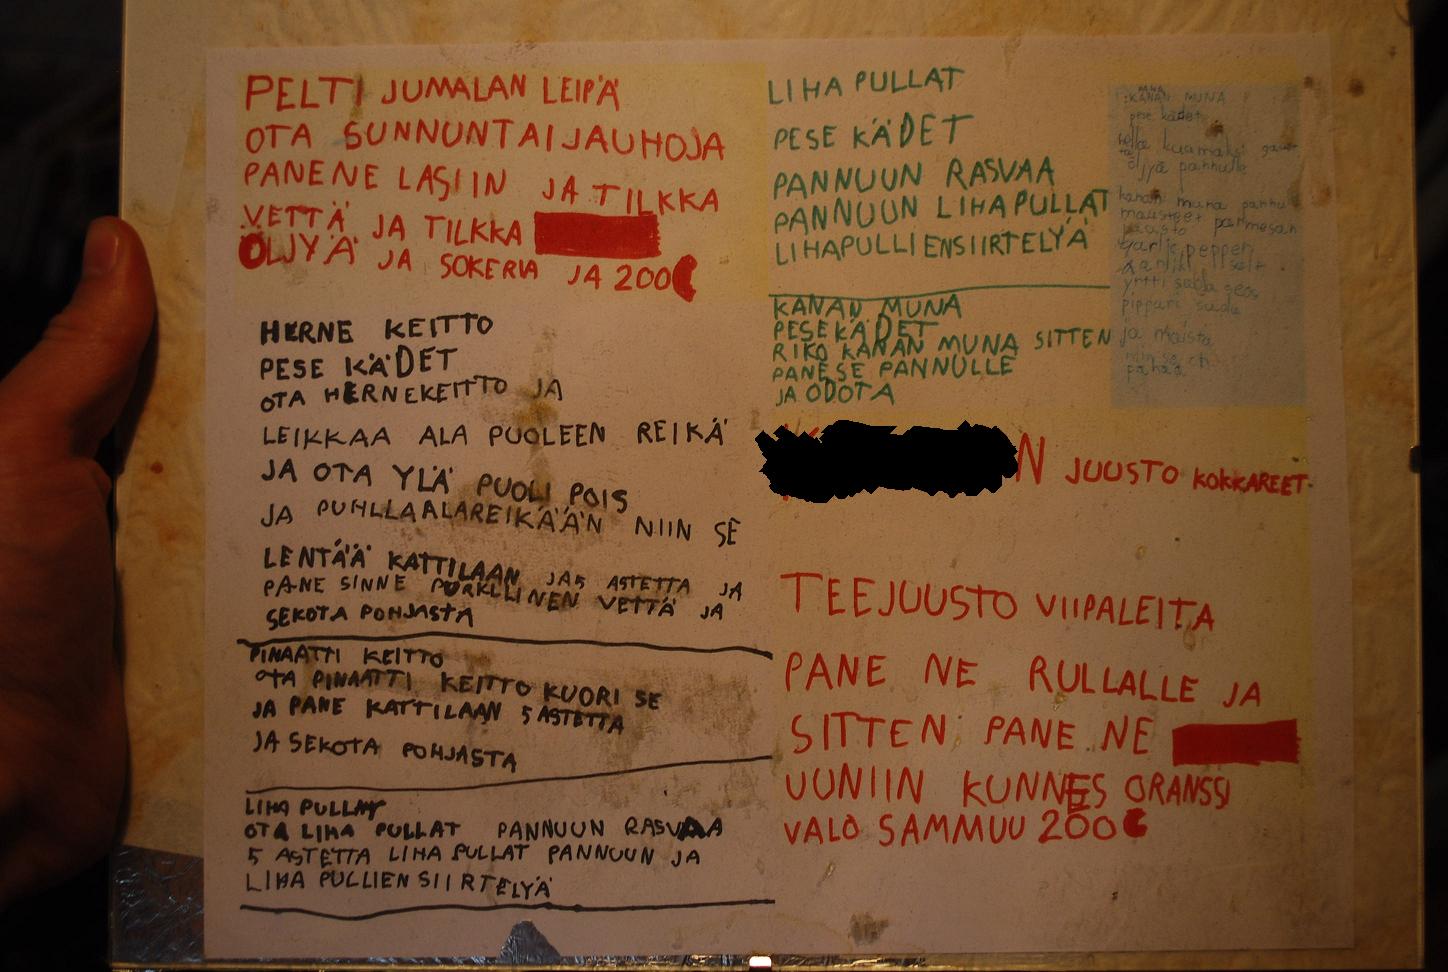 PELTI JUMALAN LEIPÄ
OTA SUNNUNTAIJAUHOJA
PANENE LASIIN JA TILKKA
VETTÄ JA TILKKA
ÖLJYÄ JA SOKERIA JA 200C
HERNE KEITTO
PESE KÄDET
OTA HERNEKEITTO JA
LEIKKAA ALA PUOLEEN REIKÄ
JA OTA YLÄ PUOLI POIS
JA PUHLLAALAREIKÄÄN NIIN SE
LENTÄÄ KATTILAAN JA5 ASTETTA JA
PANE SINNE PURKLLINEN VETTÄ JA
SEKOTA POHJASTA
PINAATTI KEITTO
OTA PINAATTI KEITTO KUORI SE
JA PANE KATTILAAN 5 ASTETTA
JA SEKOTA POHJASTA
LIHA PULLAT
OTA LIHA PULLAT PANNUUN RASVAA
5 ASTETTA LIHA PULLAT PANNUUN JA
LIHA PULLIEN SIIRTELYÄ
LIHA PULLAT
PESE KÄDET
PANNUUN RASVAA
PANNUUN LIHAPULLAT
LIHAPULLIENSIIRTELYÄ
KANAN MUNA
PESE KÄDET
RIKO KANAN MUNA SITTEN
PANE SE PANNULLE
JA ODOTA
KANAN MUNA
pese kädet
öljyä pannulle
kanan muna
mausteet parmesan
pippuri
ja maista
N JUUSTO KOKKAREET
TEEJUUSTO VIIPALEITA
PANE NE RULLALLE JA
SITTEN PANE NE
UUNIIN KUNNES ORANSSI
VALO SAMMUU 200C